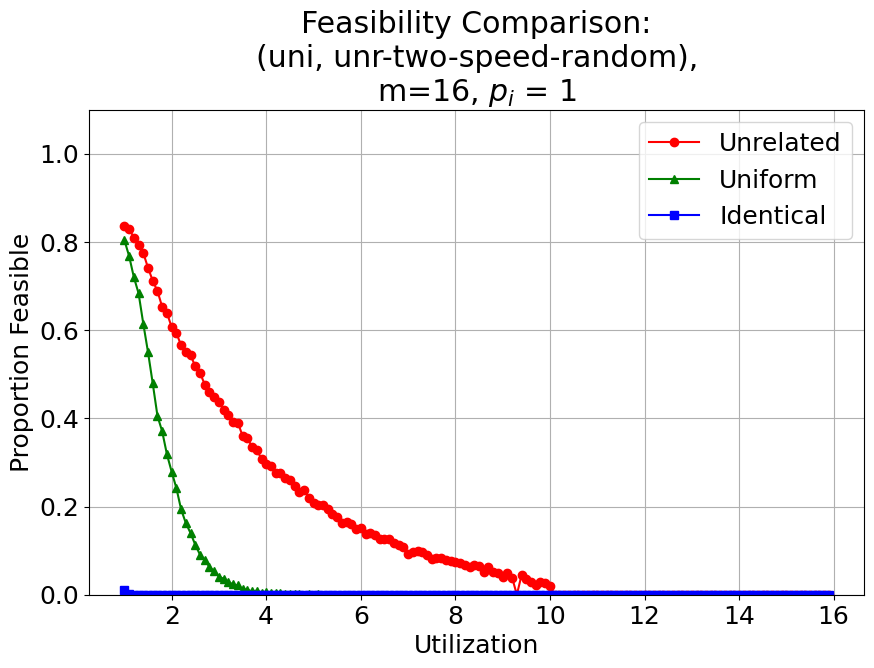 Feasibility Comparison:
(uni, unr-two-speed-random),
m=16, $p_i$ = 1
Unrelated
Uniform
Identical
Proportion Feasible
1.0
0.8
0.6
0.4
0.2
0.0
2 4 6 8 10 12 14 16
Utilization